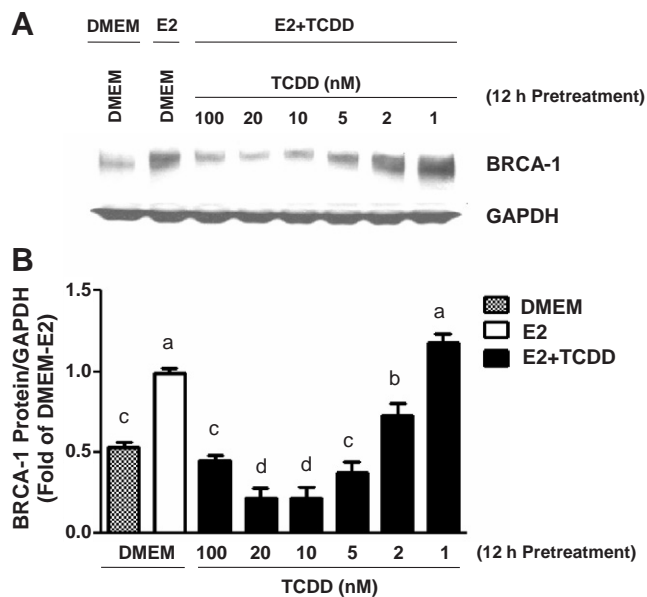 A
DMEM E2 E2+TCDD
DMEM DMEM TCDD (nM) (12 h Pretreatment)
100 20 10 5 2 1
BRCA-1
GAPDH
B
BRCA-1 Protein/GAPDH
(Fold of DMEM-E2)
1.5
1.0
0.5
0.0
c a c d d c b a
DMEM
E2
E2+TCDD
DMEM 100 20 10 5 2 1 (12 h Pretreatment)
TCDD (nM)